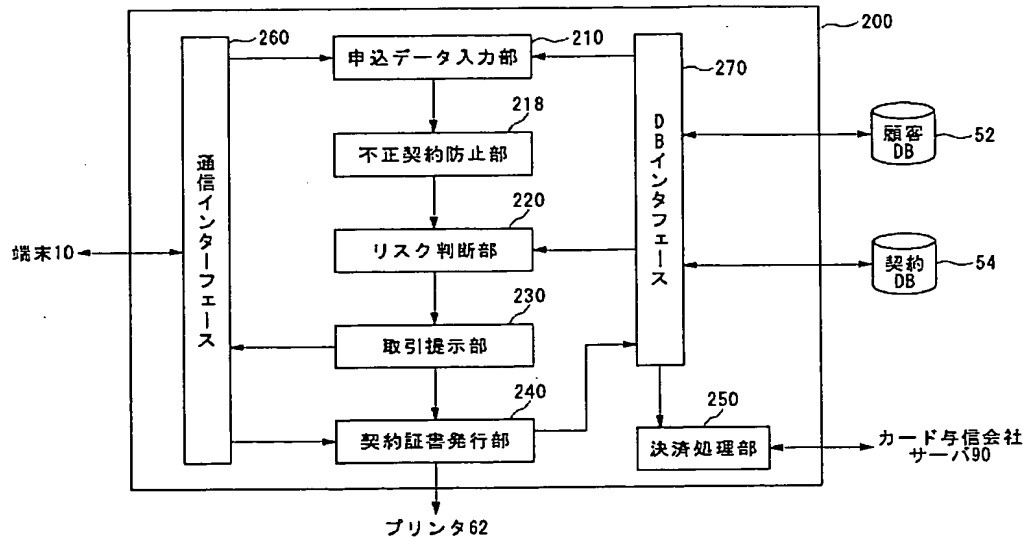 200
260
210
申込データ入力部
270
218
不正契約防止部
顧客
DB
52
通信インターフェース
DBインタフェース
220
端末10
リスク判断部
契約
DB
54
230
取引提示部
240
250
契約証書発行部
決済処理部
カード与信会社
サーバ90
プリンタ62